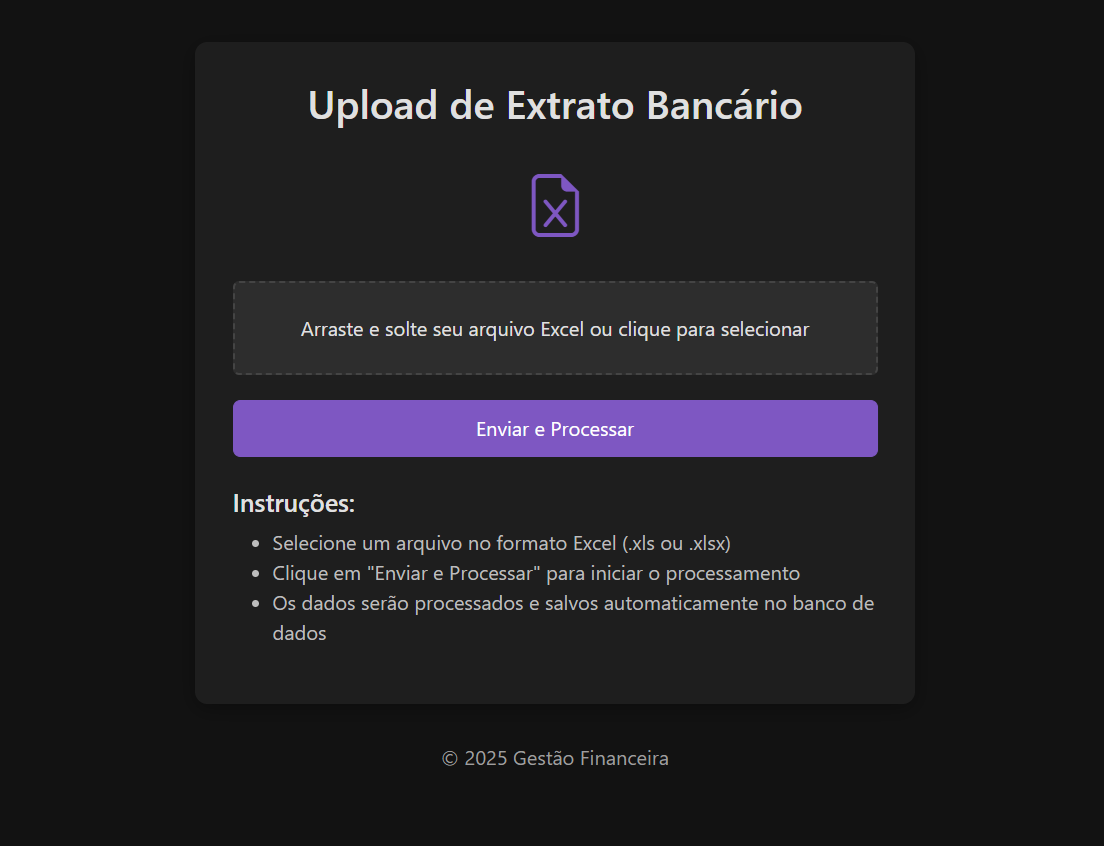 Upload de Extrato Bancário
Arraste e solte seu arquivo Excel ou clique para selecionar
Enviar e Processar
Instruções:
Selecione um arquivo no formato Excel (.xls ou .xlsx)
Clique em "Enviar e Processar" para iniciar o processamento
Os dados serão processados e salvos automaticamente no banco de
dados
© 2025 Gestão Financeira